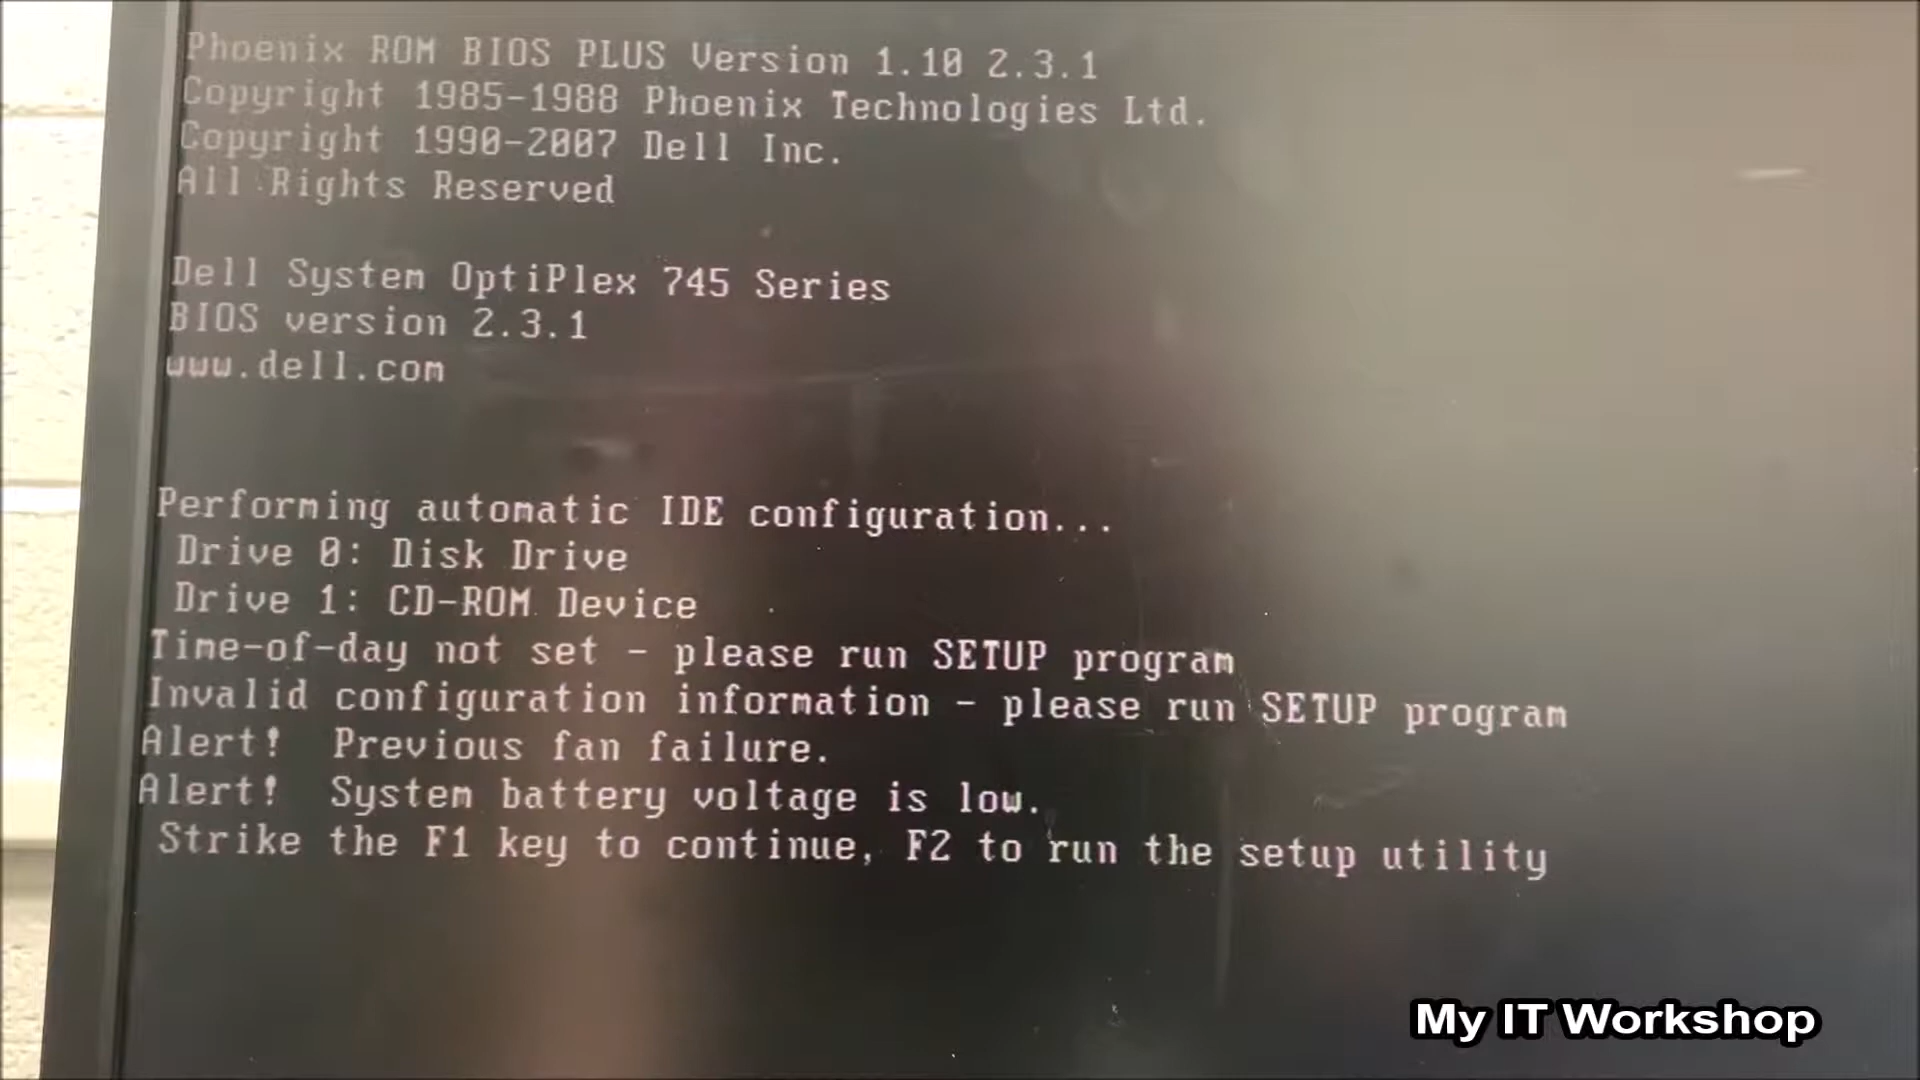 Phoenix ROM BIOS PLUS Version 1.10 2.3.1
Copyright 1985-1988 Phoenix Technologies Ltd.
Copyright 1990-2007 Dell Inc.
All Rights Reserved
Dell System OptiPlex 745 Series
BIOS version 2.3.1
www.dell.com
Performing automatic IDE configuration...
Drive 0: Disk Drive
Drive 1: CD-ROM Device
Time-of-day not set - please run SETUP program
Invalid configuration information - please run SETUP program
Alert! Previous fan failure.
Alert! System battery voltage is low.
Strike the F1 key to continue, F2 to run the setup utility
My IT Workshop